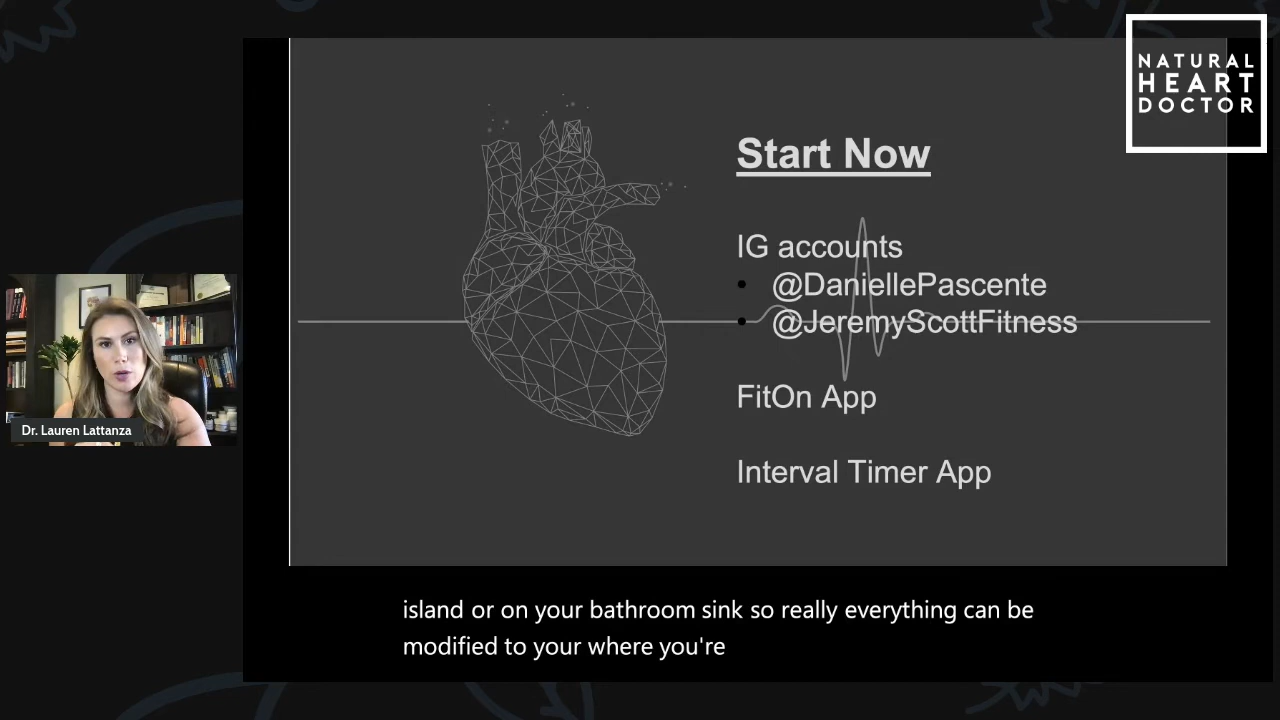 NATURAL
HEART
DOCTOR
Start Now
IG accounts
• @DaniellePascente
• @JeremyScottFitness
FitOn App
Interval Timer App
Dr. Lauren Lattanza
island or on your bathroom sink so really everything can be
modified to your where you're